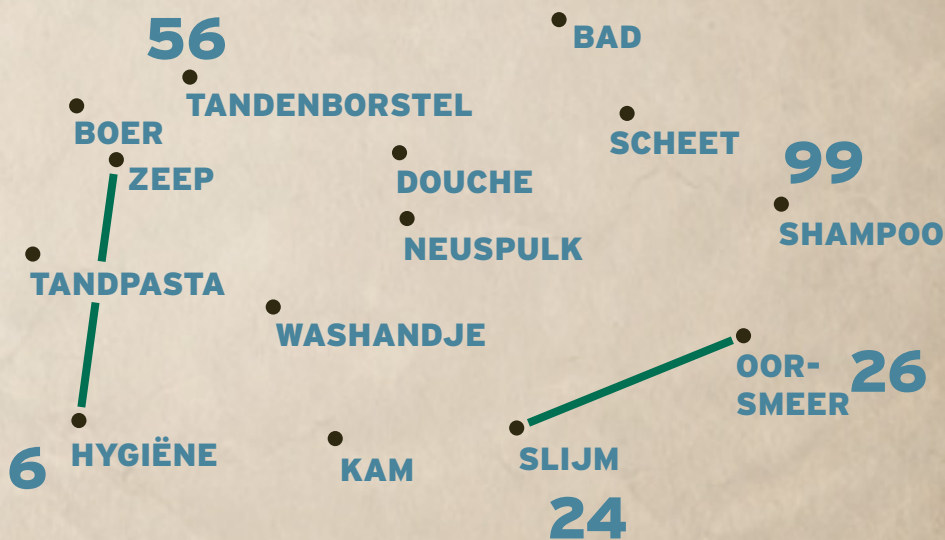 BAD
56
TANDENBORSTEL
BOER
SCHEET
99
ZEEP
DOUCHE
SHAMPOO
NEUSPULK
TANDPASTA
WASHANDJE
OOR-
SMEER
26
HYGIËNE
6
KAM
SLIJM
24